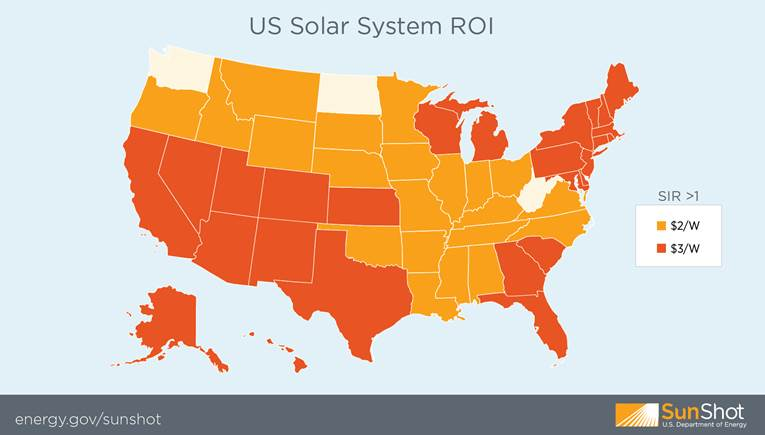 US Solar System ROI
SIR >1
$2/W
$3/W
energy.gov/sunshot
SunShot
U.S. Department of Energy